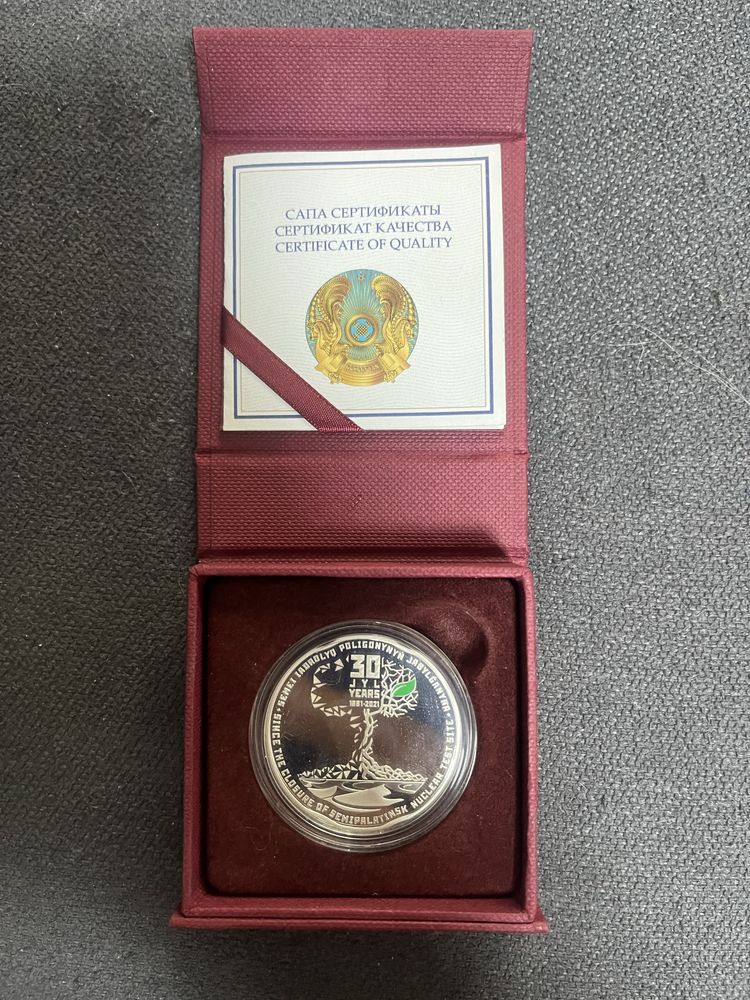 САПА СЕРТИФИКАТЫ
СЕРТИФИКАТ КАЧЕСТВА
CERTIFICATE OF QUALITY
SEMEI IADROLYQ POLIGONYNYŃ JABYLǴANYNA
30
JYL
YEARS
1991-2021
SINCE THE CLOSURE OF SEMIPALATINSK NUCLEAR TEST SITE